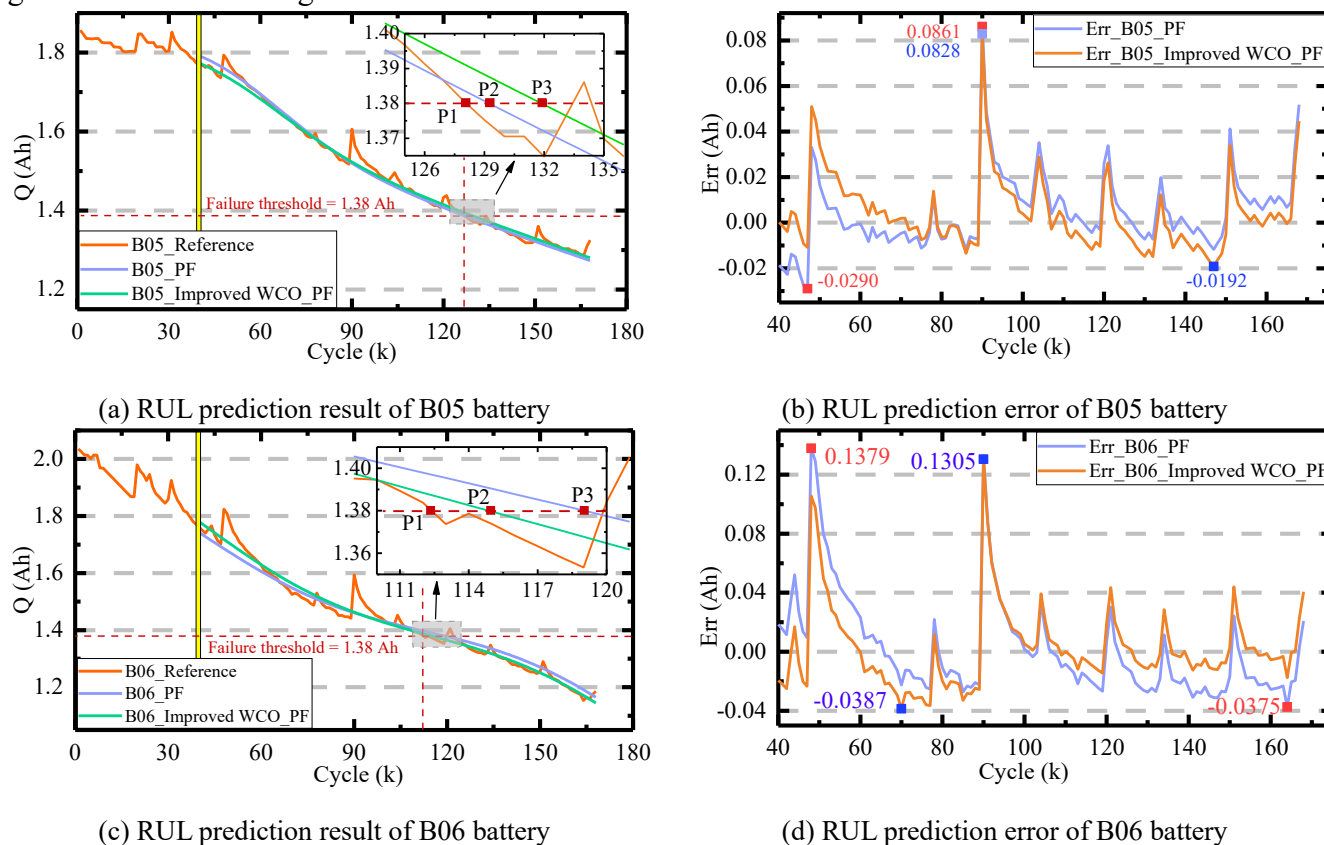 1.8
1.6
1.4
1.2
Q (Ah)
0 30 60 90 120 150 180
Cycle (k)
Failure threshold = 1.38 Ah
B05_Reference
B05_PF
B05_Improved WCO_PF
1.40
1.39
1.38
1.37
126 129 132 135
P1
P2
P3
(a) RUL prediction result of B05 battery
0.08
0.06
0.04
0.02
0.00
-0.02
Err (Ah)
40 60 80 100 120 140 160
Cycle (k)
0.0861
0.0828
-0.0290
-0.0192
Err_B05_PF
Err_B05_Improved WCO_PF
(b) RUL prediction error of B05 battery
2.0
1.8
1.6
1.4
1.2
Q (Ah)
0 30 60 90 120 150 180
Cycle (k)
Failure threshold = 1.38 Ah
B06_Reference
B06_PF
B06_Improved WCO_PF
1.40
1.38
1.36
111 114 117 120
P1
P2
P3
(c) RUL prediction result of B06 battery
0.12
0.08
0.04
0.00
-0.04
Err (Ah)
40 60 80 100 120 140 160
Cycle (k)
0.1379
0.1305
-0.0387
-0.0375
Err_B06_PF
Err_B06_Improved WCO_PF
(d) RUL prediction error of B06 battery